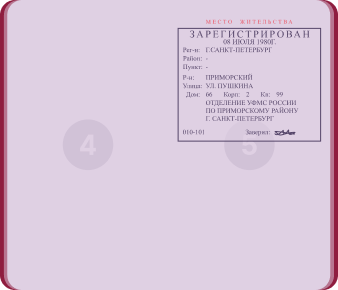 МЕСТО ЖИТЕЛЬСТВА
ЗАРЕГИСТРИРОВАН
08 ИЮЛЯ 1980Г.
Рег-н: Г.САНКТ-ПЕТЕРБУРГ
Район: -
Пункт: -
Р-н: ПРИМОРСКИЙ
Улица: УЛ. ПУШКИНА
Дом: 66 Корп: 2 Кв: 99
ОТДЕЛЕНИЕ УФМС РОССИИ
ПО ПРИМОРСКОМУ РАЙОНУ
Г. САНКТ-ПЕТЕРБУРГ
010-101 Заверил:
4 5